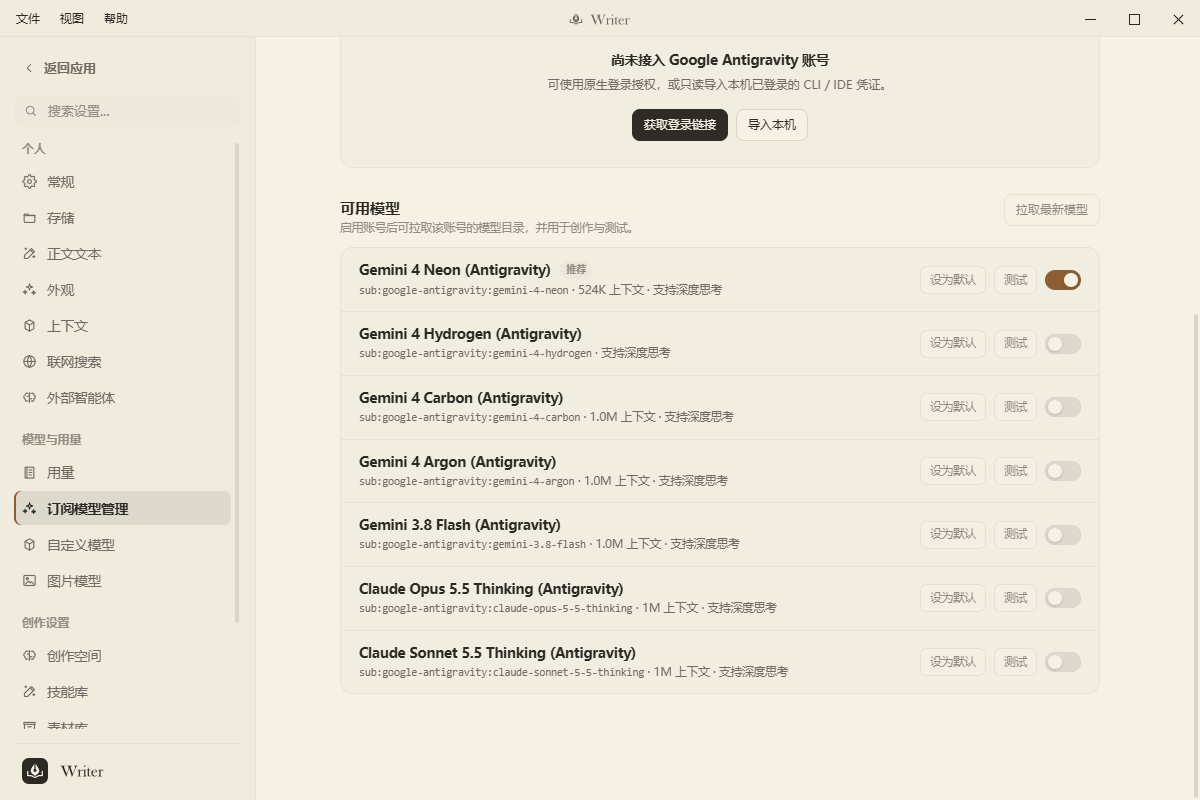 文件 视图 帮助
Writer
返回应用
搜索设置...
个人
常规
存储
正文文本
外观
上下文
联网搜索
外部智能体
模型与用量
用量
订阅模型管理
自定义模型
图片模型
创作设置
创作空间
技能库
素材库
Writer
尚未接入 Google Antigravity 账号
可使用原生登录授权，或只读导入本机已登录的 CLI / IDE 凭证。
获取登录链接 导入本机
可用模型
启用账号后可拉取该账号的模型目录，并用于创作与测试。
拉取最新模型
Gemini 4 Neon (Antigravity) 推荐
sub:google-antigravity:gemini-4-neon · 524K 上下文 · 支持深度思考
设为默认 测试
Gemini 4 Hydrogen (Antigravity)
sub:google-antigravity:gemini-4-hydrogen · 支持深度思考
设为默认 测试
Gemini 4 Carbon (Antigravity)
sub:google-antigravity:gemini-4-carbon · 1.0M 上下文 · 支持深度思考
设为默认 测试
Gemini 4 Argon (Antigravity)
sub:google-antigravity:gemini-4-argon · 1.0M 上下文 · 支持深度思考
设为默认 测试
Gemini 3.8 Flash (Antigravity)
sub:google-antigravity:gemini-3.8-flash · 1.0M 上下文 · 支持深度思考
设为默认 测试
Claude Opus 5.5 Thinking (Antigravity)
sub:google-antigravity:claude-opus-5-5-thinking · 1M 上下文 · 支持深度思考
设为默认 测试
Claude Sonnet 5.5 Thinking (Antigravity)
sub:google-antigravity:claude-sonnet-5-5-thinking · 1M 上下文 · 支持深度思考
设为默认 测试